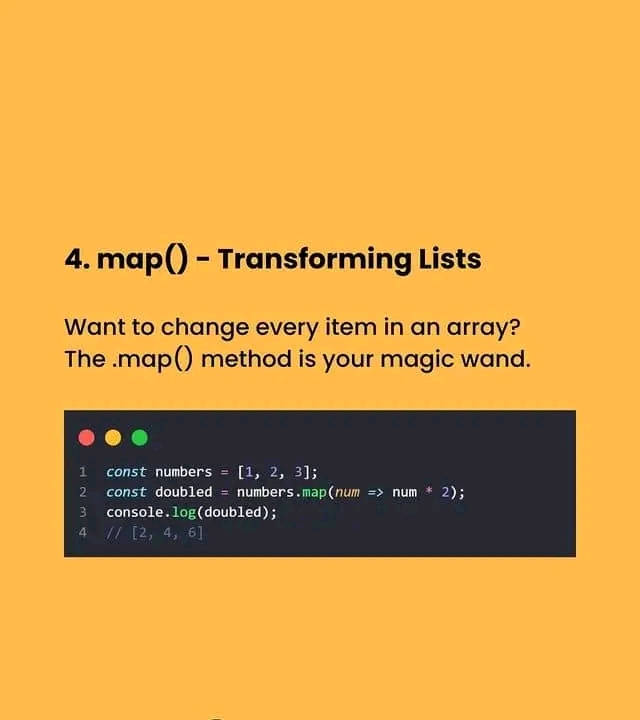 4. map() - Transforming Lists
Want to change every item in an array?
The .map() method is your magic wand.
1 const numbers = [1, 2, 3];
2 const doubled = numbers.map(num => num * 2);
3 console.log(doubled);
4 // [2, 4, 6]